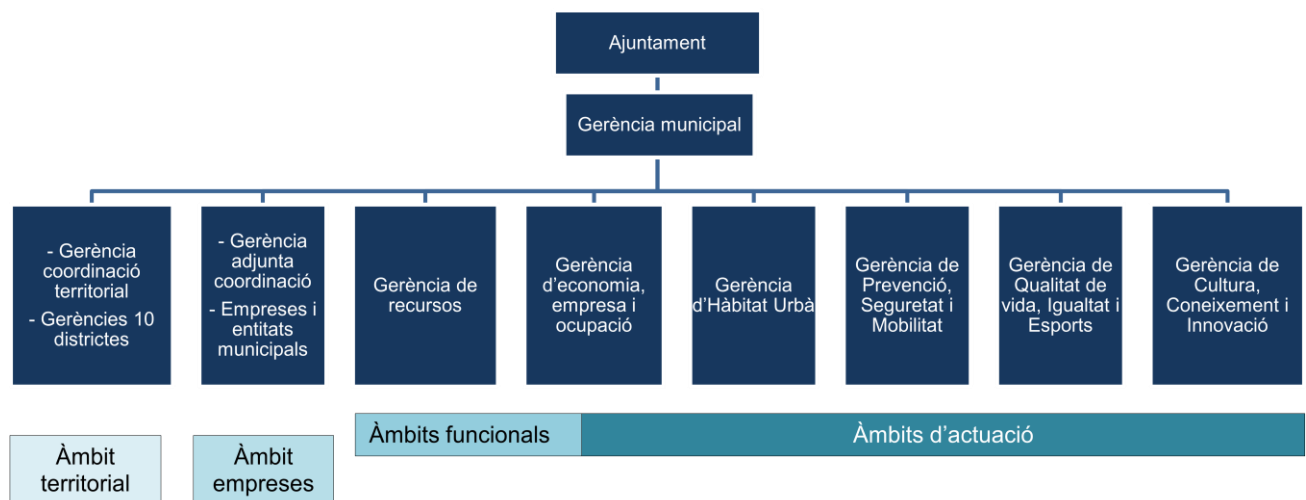 Ajuntament
Gerència municipal
- Gerència
coordinació
territorial
- Gerències 10
districtes
- Gerència
adjunta
coordinació
- Empreses i
entitats
municipals
Gerència de
recursos
Gerència
d’economia,
empresa i
ocupació
Gerència
d’Hàbitat Urbà
Gerència de
Prevenció,
Seguretat i
Mobilitat
Gerència de
Qualitat de
vida, Igualtat i
Esports
Gerència de
Cultura,
Coneixement i
Innovació
Àmbit
territorial
Àmbit
empreses
Àmbits funcionals
Àmbits d’actuació